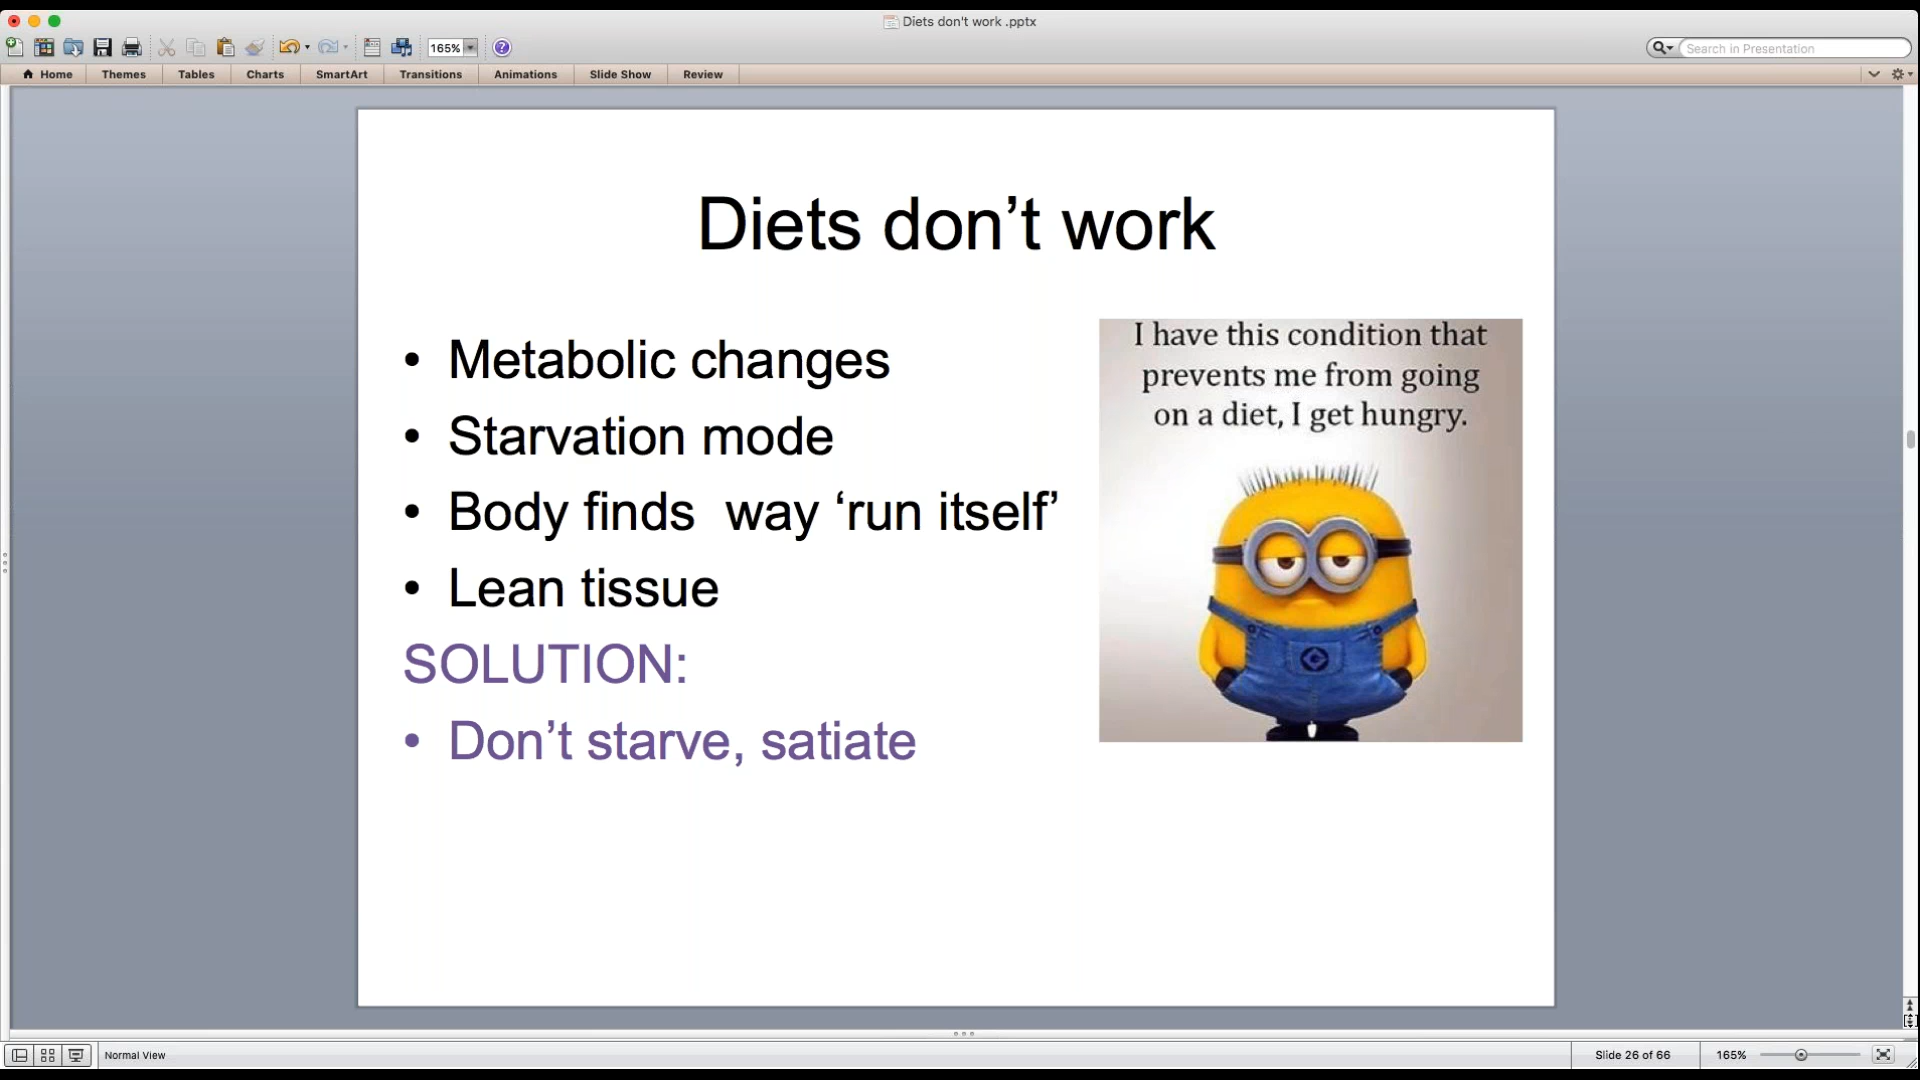 Diets don't work .pptx
165%
Search in Presentation
Home Themes Tables Charts SmartArt Transitions Animations Slide Show Review
Diets don’t work
• Metabolic changes
• Starvation mode
• Body finds  way ‘run itself’
• Lean tissue
SOLUTION:
• Don’t starve, satiate
I have this condition that
prevents me from going
on a diet, I get hungry.
Normal View
Slide 26 of 66
165%